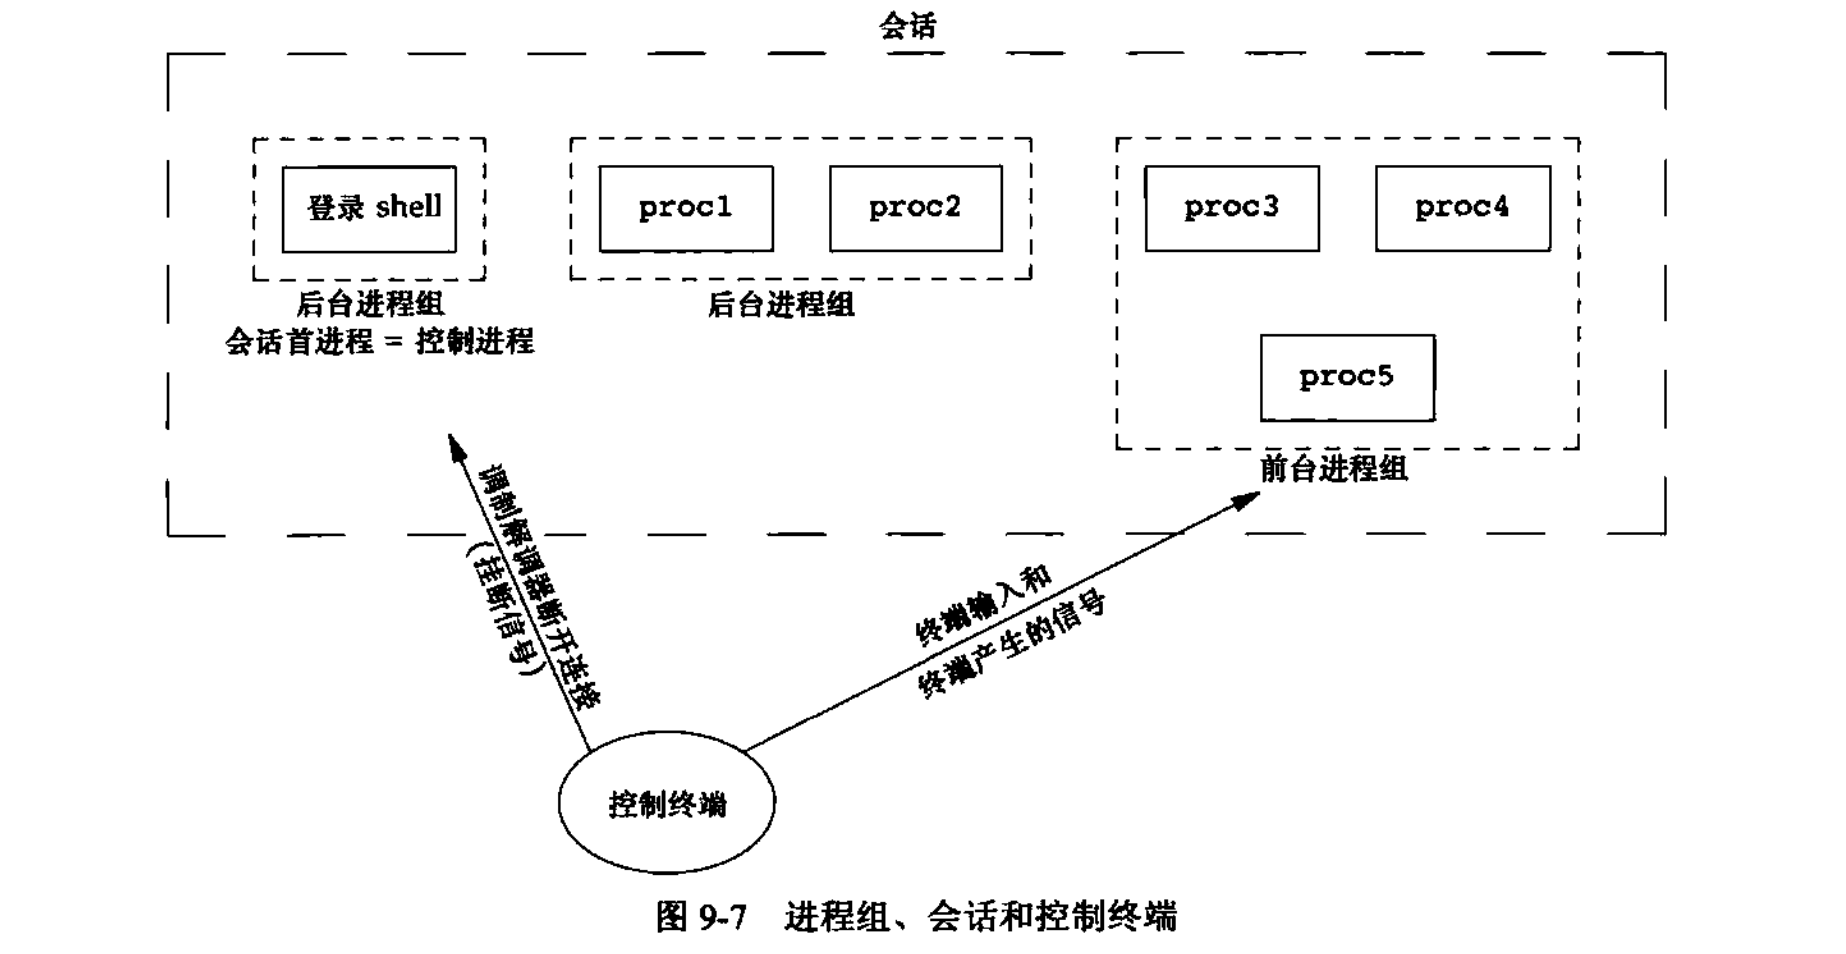 会话
登录 shell
proc1
proc2
proc3
proc4
后台进程组
会话首进程 = 控制进程
后台进程组
proc5
前台进程组
调制解调器断开连接
(挂断信号)
终端输入和
终端产生的信号
控制终端
图 9-7 进程组、会话和控制终端